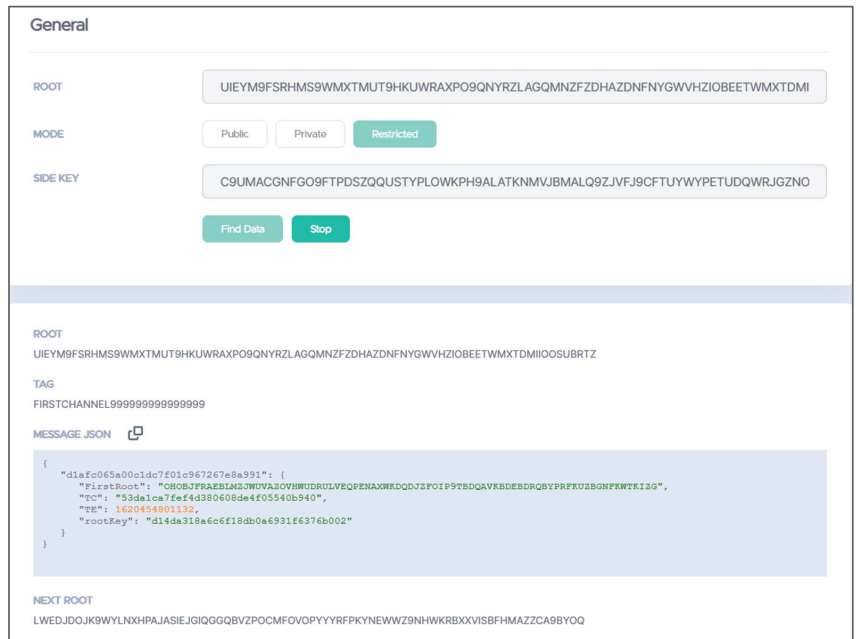 General
ROOT
UIEYM9FSRHMS9WMXTMUT9HKUWRAXPO9QNYRZLAGQMNZFZDHAZDNFNYGWVHZIOBEETWMXTDMI
MODE
Public Private Restricted
SIDE KEY
C9UMACGNFGO9FTPDSZQQUSTYPLOWKPH9ALATKNMVJBMALQ9ZJVFJ9CFTUYWYPETUDQWRJGZNO
Find Data Stop
ROOT
UIEYM9FSRHMS9WMXTMUT9HKUWRAXPO9QNYRZLAGQMNZFZDHAZDNFNYGWVHZIOBEETWMXTDMIIOOSUBRTZ
TAG
FIRSTCHANNEL999999999999999
MESSAGE JSON
{
"d1afc065a00c1dc7f01c967267e8a991": {
"FirstRoot": "OHOBJFRAEBLMZJWUVAZOVHWUDRULVEQPENAXWKDQDJZFOIP9TBDQAVKBDEBDRQBYPRFKUZBGNFKWTKIZG",
"TC": "53da1ca7fef4d380608de4f05540b940",
"TE": 1620454801132,
"rootKey": "d14da318a6c6f18db0a6931f6376b002"
}
}
NEXT ROOT
LWEDJDOJK9WYLNXHPAJASIEJGIQGGQBVZPOCMFOVOPYYYRFPKYNEWWZ9NHWKRBXXVISBFHMAZZCA9BYOQ